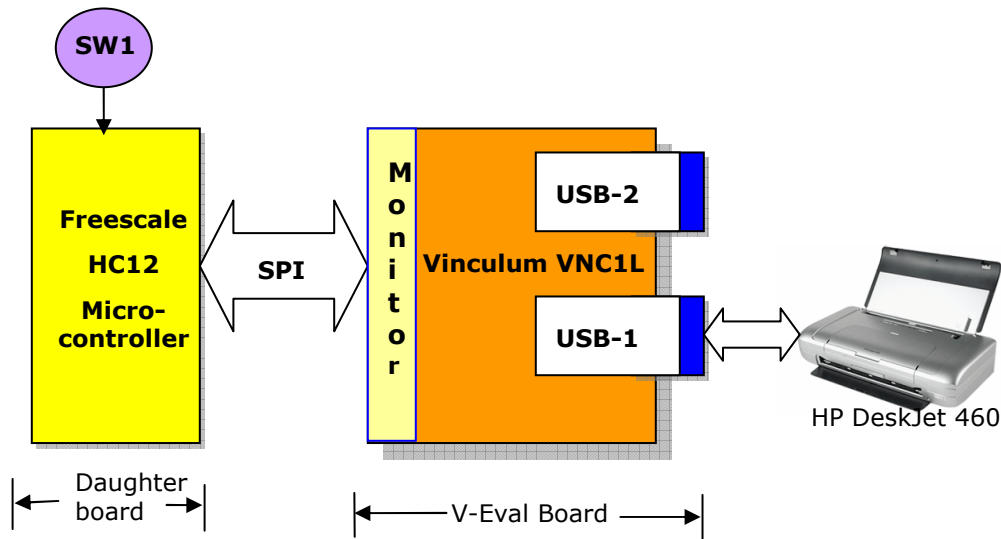 SW1
Freescale
HC12
Micro-
controller
SPI
M
o
n
i
t
o
r
Vinculum VNC1L
USB-2
USB-1
HP DeskJet 460
Daughter
board
V-Eval Board